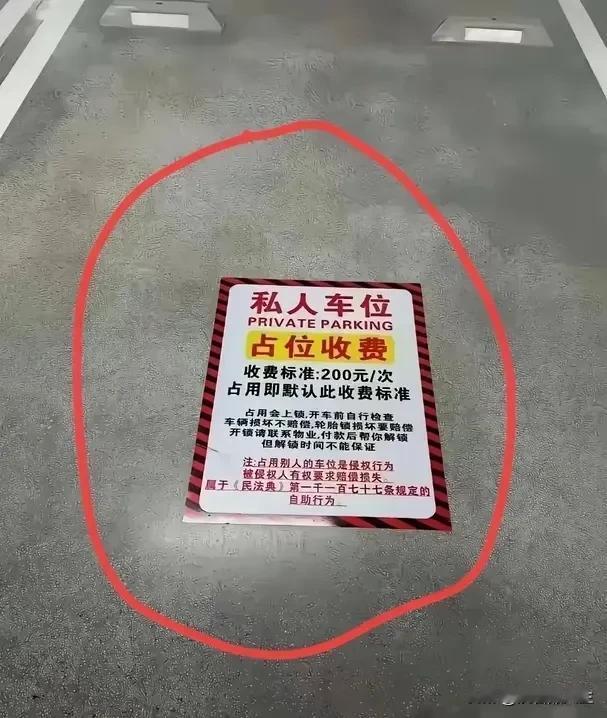 私人车位
PRIVATE PARKING
占位收费
收费标准:200元/次
占用即默认此收费标准
占用会上锁,开车前自行检查
车辆损坏不赔偿,轮胎锁损坏要赔偿
开锁请联系物业,付款后帮你解锁
但解锁时间不能保证
注:占用别人的车位是侵权行为
被侵权人有权要求赔偿损失。
属于《民法典》第一千一百七十七条规定的
自助行为。